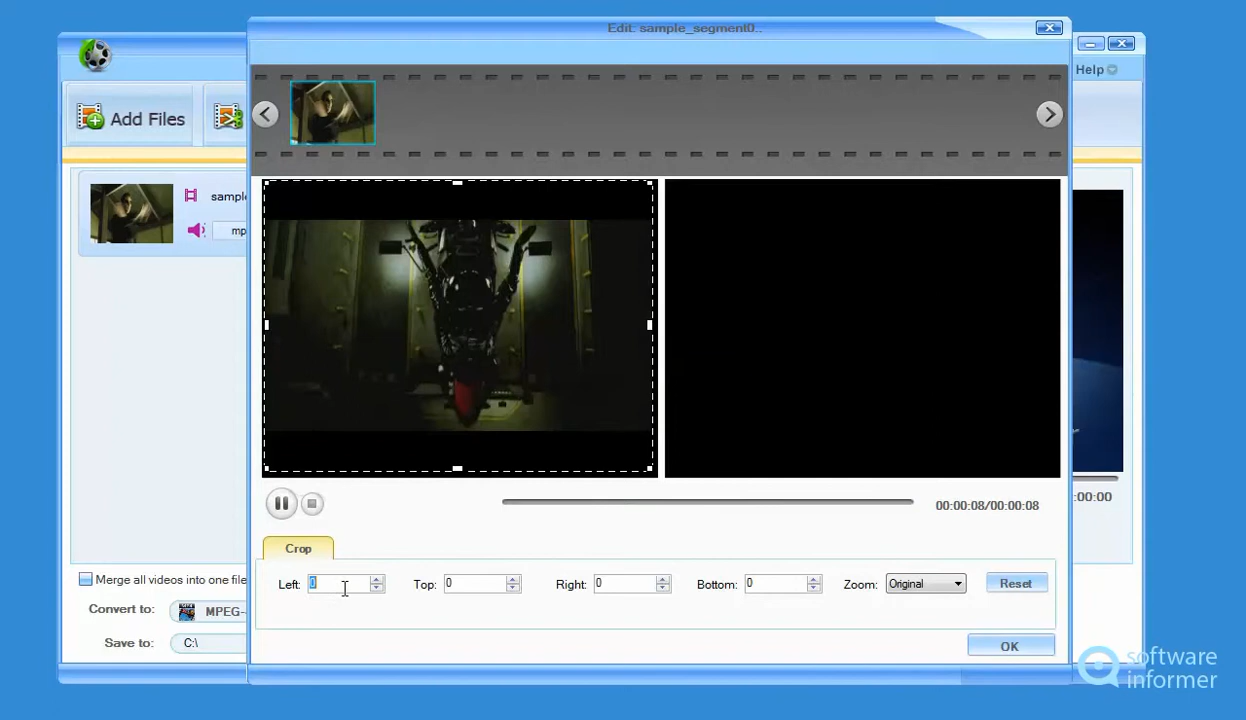 Edit: sample_segment0..
Help
Add Files
sample
mp
:00:00
00:00:08/00:00:08
Crop
Left: 0
Top: 0
Right: 0
Bottom: 0
Zoom: Original
Reset
Merge all videos into one file
Convert to: MPEG-
Save to: C:\
OK
software
informer